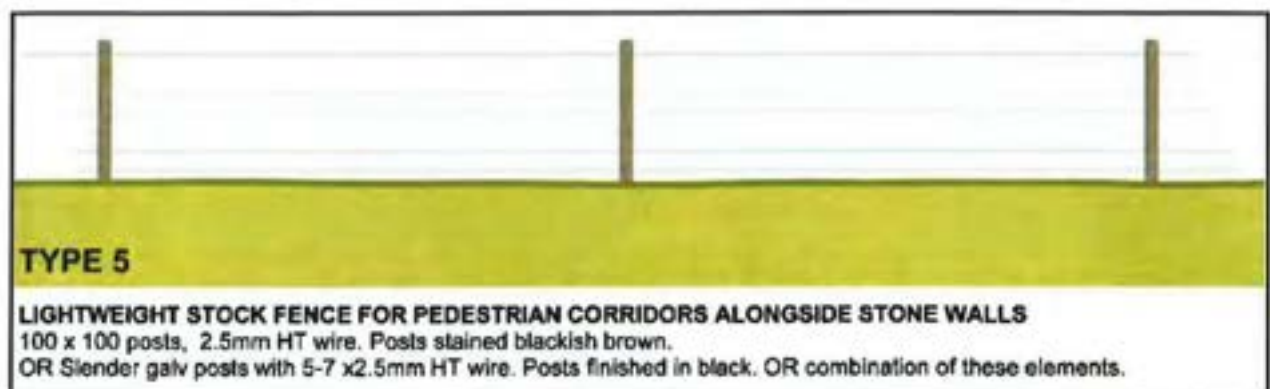 TYPE 5
LIGHTWEIGHT STOCK FENCE FOR PEDESTRIAN CORRIDORS ALONGSIDE STONE WALLS
100 x 100 posts, 2.5mm HT wire. Posts stained blackish brown.
OR Slender galv posts with 5-7 x2.5mm HT wire. Posts finished in black. OR combination of these elements.